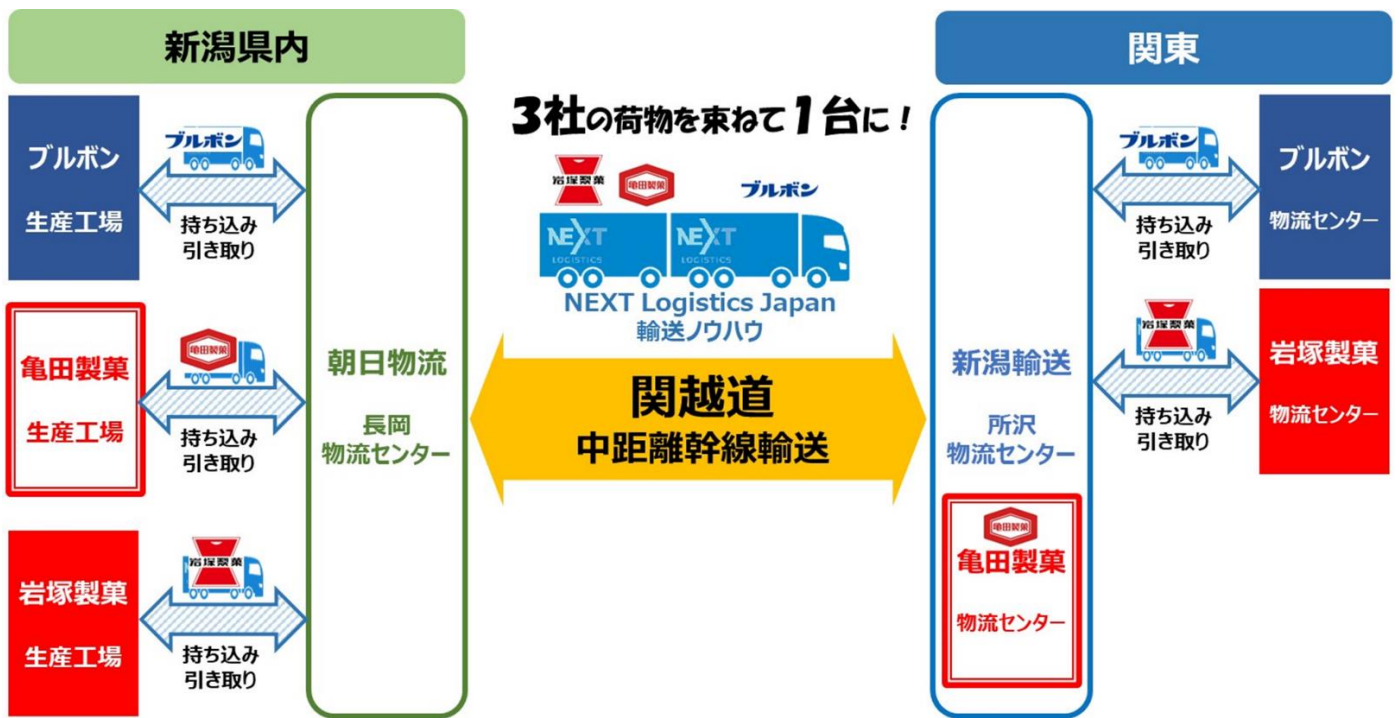 新潟県内
関東
ブルボン
生産工場
ブルボン
持ち込み
引き取り
亀田製菓
生産工場
亀田製菓
持ち込み
引き取り
岩塚製菓
生産工場
岩塚製菓
持ち込み
引き取り
朝日物流
長岡
物流センター
3社の荷物を束ねて1台に!
岩塚製菓
亀田製菓
ブルボン
NEXT
LOGISTICS
NEXT
LOGISTICS
NEXT Logistics Japan
輸送ノウハウ
関越道
中距離幹線輸送
新潟輸送
所沢
物流センター
亀田製菓
亀田製菓
物流センター
ブルボン
持ち込み
引き取り
ブルボン
物流センター
岩塚製菓
持ち込み
引き取り
岩塚製菓
物流センター